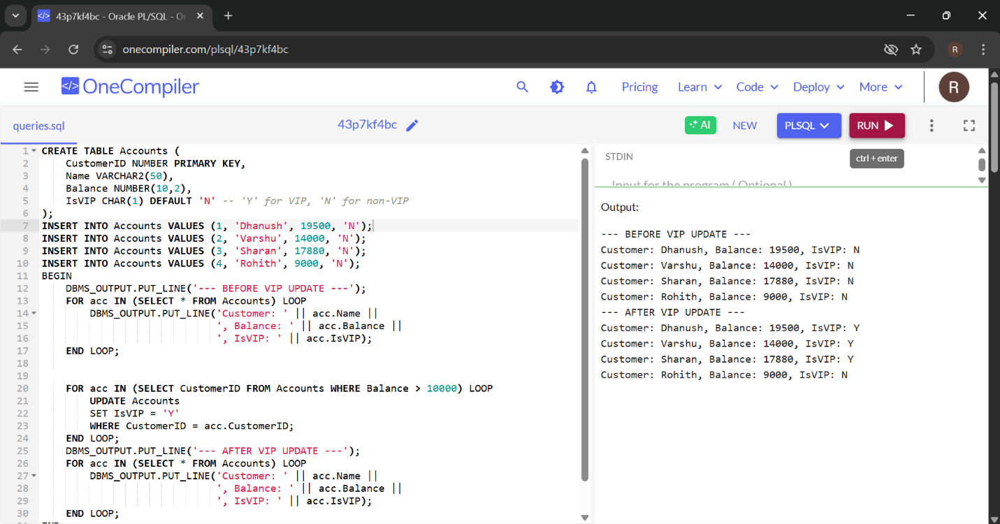 43p7kf4bc - Oracle PL/SQL - Or
onecompiler.com/plsql/43p7kf4bc
R
</> OneCompiler
Pricing Learn Code Deploy More
R
queries.sql
43p7kf4bc
AI NEW PLSQL RUN
ctrl + enter
1 CREATE TABLE Accounts (
2 CustomerID NUMBER PRIMARY KEY,
3 Name VARCHAR2(50),
4 Balance NUMBER(10,2),
5 IsVIP CHAR(1) DEFAULT 'N' -- 'Y' for VIP, 'N' for non-VIP
6 );
7 INSERT INTO Accounts VALUES (1, 'Dhanush', 19500, 'N');
8 INSERT INTO Accounts VALUES (2, 'Varshu', 14000, 'N');
9 INSERT INTO Accounts VALUES (3, 'Sharan', 17880, 'N');
10 INSERT INTO Accounts VALUES (4, 'Rohith', 9000, 'N');
11 BEGIN
12 DBMS_OUTPUT.PUT_LINE('--- BEFORE VIP UPDATE ---');
13 FOR acc IN (SELECT * FROM Accounts) LOOP
14 DBMS_OUTPUT.PUT_LINE('Customer: ' || acc.Name ||
15 ', Balance: ' || acc.Balance ||
16 ', IsVIP: ' || acc.IsVIP);
17 END LOOP;
18
19
20 FOR acc IN (SELECT CustomerID FROM Accounts WHERE Balance > 10000) LOOP
21 UPDATE Accounts
22 SET IsVIP = 'Y'
23 WHERE CustomerID = acc.CustomerID;
24 END LOOP;
25 DBMS_OUTPUT.PUT_LINE('--- AFTER VIP UPDATE ---');
26 FOR acc IN (SELECT * FROM Accounts) LOOP
27 DBMS_OUTPUT.PUT_LINE('Customer: ' || acc.Name ||
28 ', Balance: ' || acc.Balance ||
29 ', IsVIP: ' || acc.IsVIP);
30 END LOOP;
STDIN
Input for the program ( Optional )
Output:
--- BEFORE VIP UPDATE ---
Customer: Dhanush, Balance: 19500, IsVIP: N
Customer: Varshu, Balance: 14000, IsVIP: N
Customer: Sharan, Balance: 17880, IsVIP: N
Customer: Rohith, Balance: 9000, IsVIP: N
--- AFTER VIP UPDATE ---
Customer: Dhanush, Balance: 19500, IsVIP: Y
Customer: Varshu, Balance: 14000, IsVIP: Y
Customer: Sharan, Balance: 17880, IsVIP: Y
Customer: Rohith, Balance: 9000, IsVIP: N